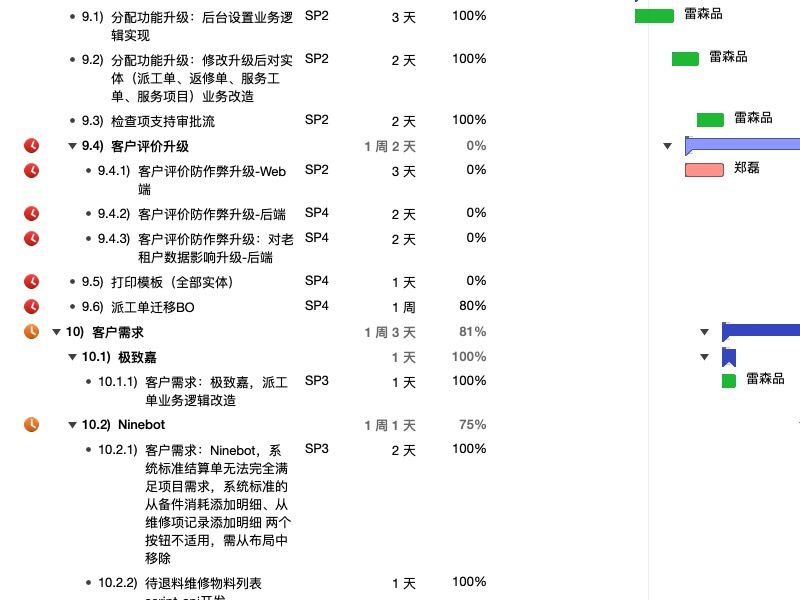 9.1) 分配功能升级：后台设置业务逻 SP2 3 天 100% 雷森品
辑实现
9.2) 分配功能升级：修改升级后对实 SP2 2 天 100% 雷森品
体（派工单、返修单、服务工
单、服务项目）业务改造
9.3) 检查项支持审批流 SP2 2 天 100% 雷森品
9.4) 客户评价升级 1 周 2 天 0%
9.4.1) 客户评价防作弊升级-Web SP2 3 天 0% 郑磊
端
9.4.2) 客户评价防作弊升级-后端 SP4 2 天 0%
9.4.3) 客户评价防作弊升级：对老 SP4 2 天 0%
租户数据影响升级-后端
9.5) 打印模板（全部实体） SP4 1 天 0%
9.6) 派工单迁移BO SP4 1 周 80%
10) 客户需求 1 周 3 天 81%
10.1) 极致嘉 1 天 100%
10.1.1) 客户需求：极致嘉，派工 SP3 1 天 100% 雷森品
单业务逻辑改造
10.2) Ninebot 1 周 1 天 75%
10.2.1) 客户需求：Ninebot，系 SP3 2 天 100%
统标准结算单无法完全满
足项目需求，系统标准的
从备件消耗添加明细、从
维修项记录添加明细 两个
按钮不适用，需从布局中
移除
10.2.2) 待退料维修物料列表 1 天 100%